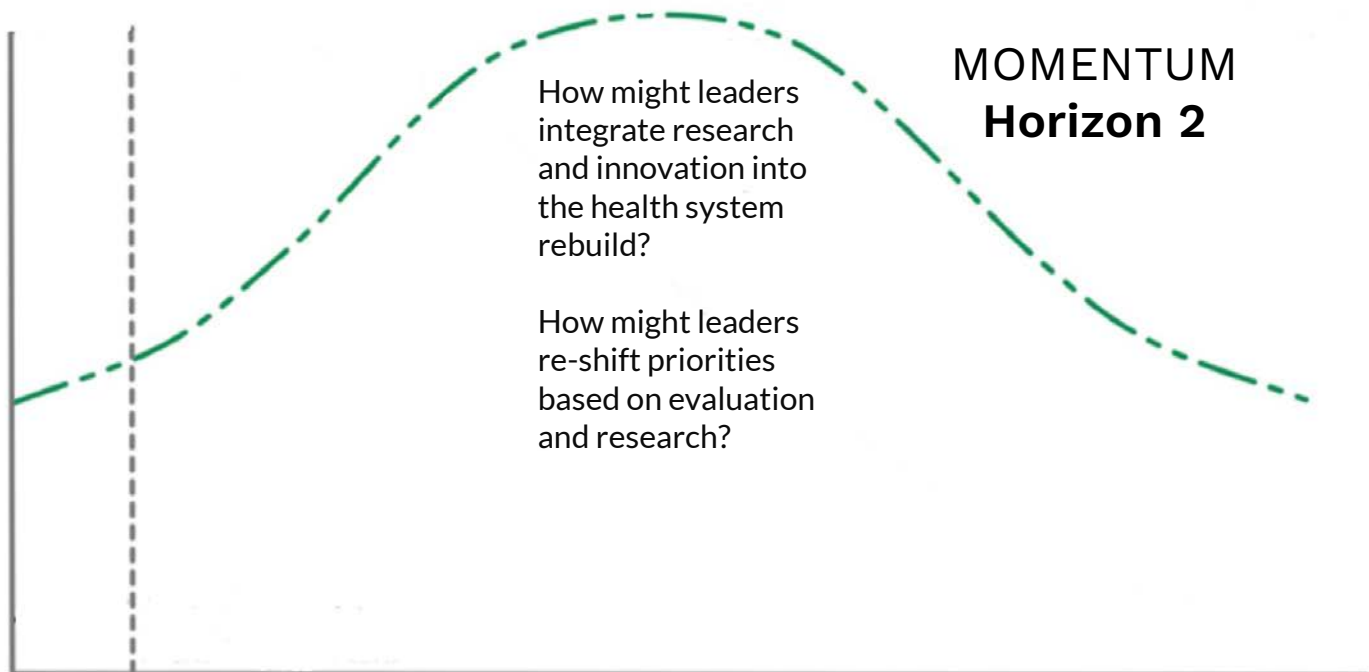 MOMENTUM
Horizon 2
How might leaders
integrate research
and innovation into
the health system
rebuild?
How might leaders
re-shift priorities
based on evaluation
and research?